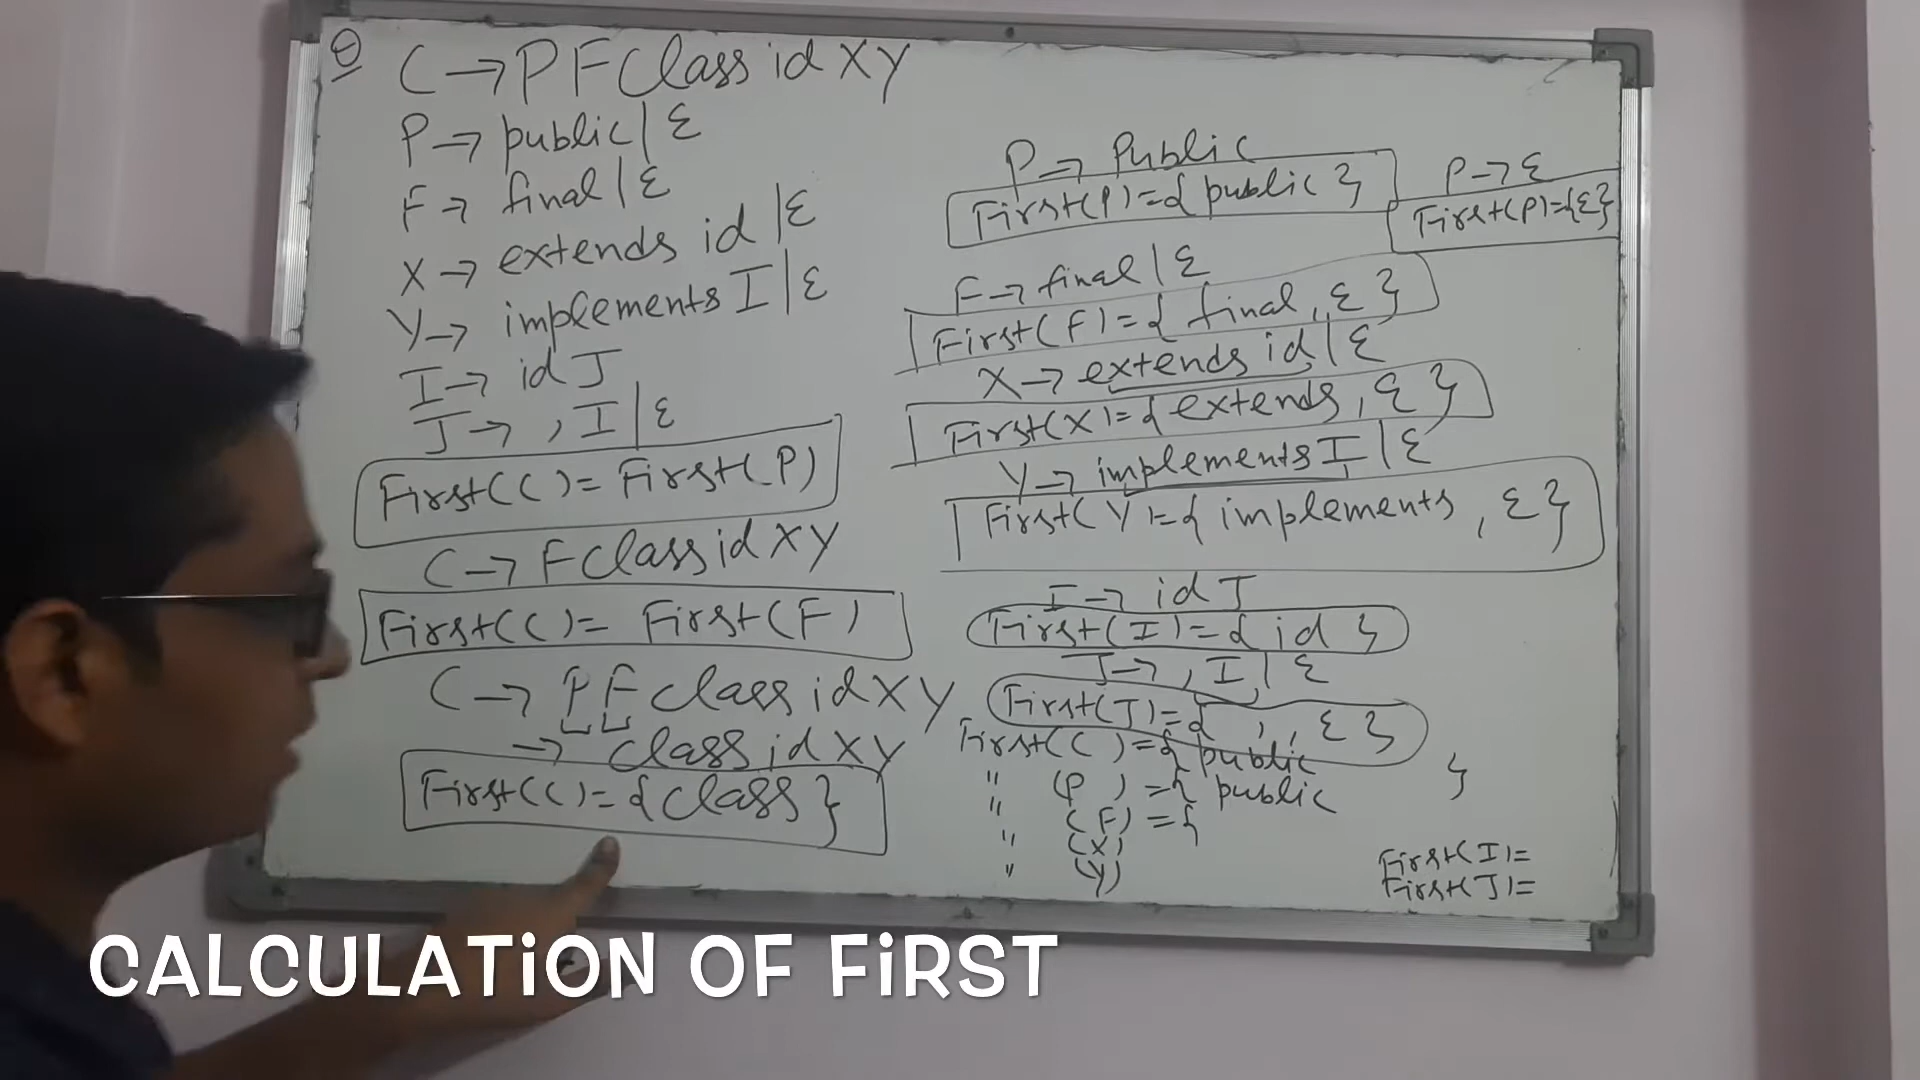 Q C → P F Class id X Y
P → public | ε
F → final | ε
X → extends id | ε
Y → implements I | ε
I → id J
J → , I | ε
First(C) = First(P)
C → F Class id X Y
First(C) = First(F)
C → P F class id X Y
→ class id X Y
First(C) = {class}
P → Public
First(P) = { public }
P → ε
First(P) = {ε}
F → final | ε
First(F) = { final, ε }
X → extends id | ε
First(X) = { extends, ε }
Y → implements I | ε
First(Y) = { implements, ε }
I → id J
First(I) = { id }
J → , I | ε
First(J) = { , , ε }
First(C) = { public }
" (P) = { public
" (F) = {
" (X)
" (Y)
First(I) =
First(J) =
CALCULATION OF FIRST